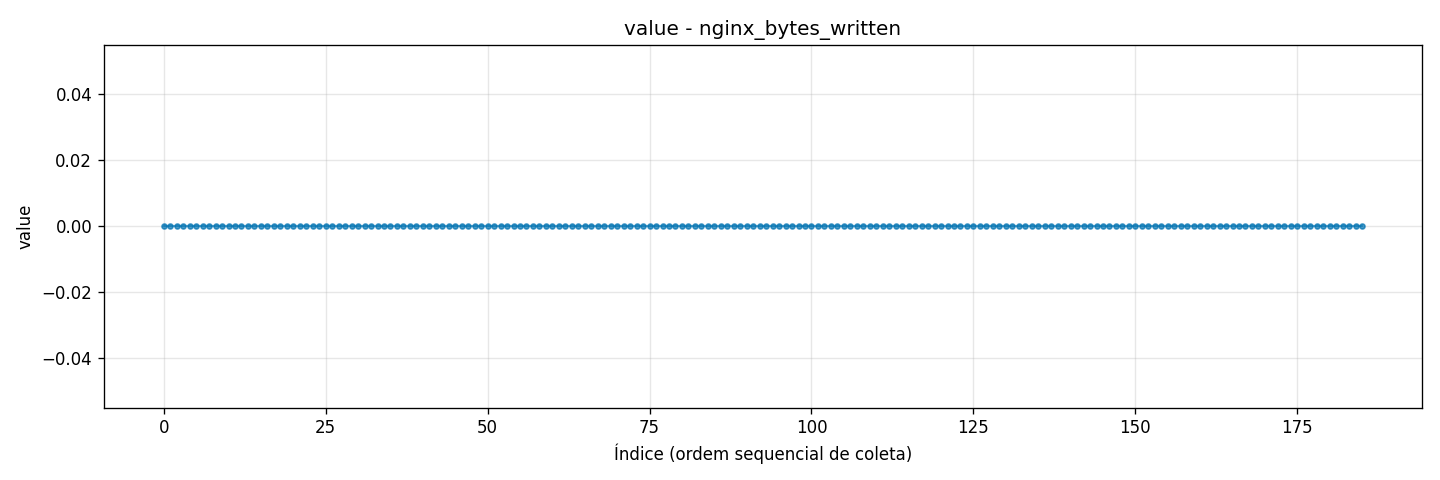 value - nginx_bytes_written
0.04
0.02
0.00
−0.02
−0.04
value
0 25 50 75 100 125 150 175
Índice (ordem sequencial de coleta)